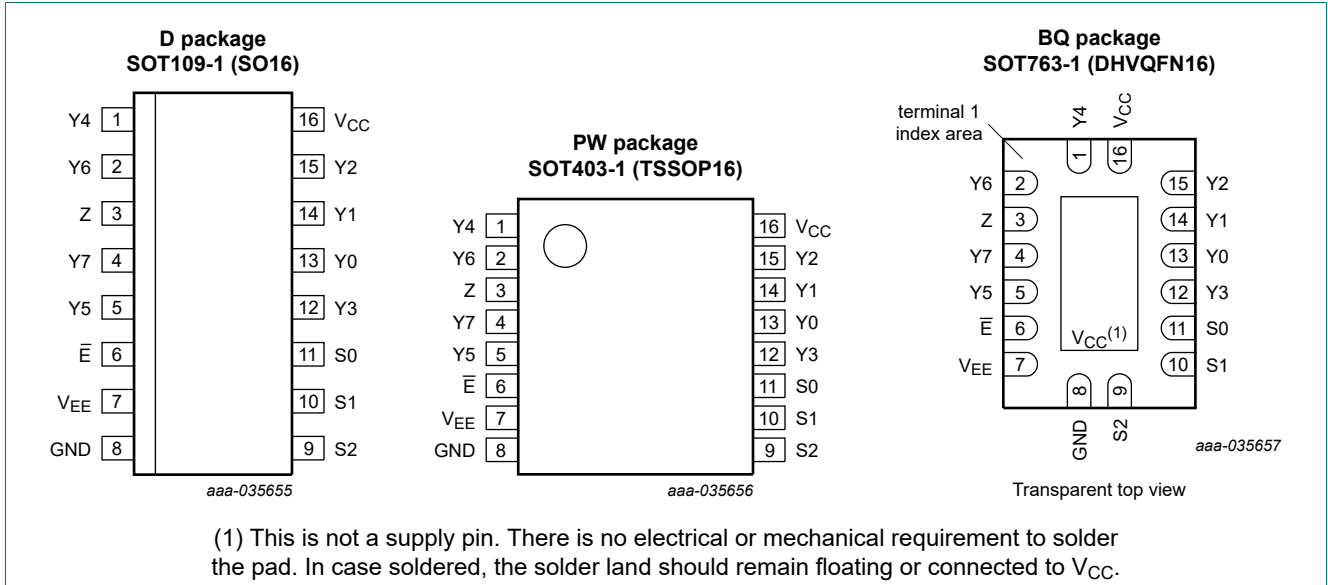 D package
SOT109-1 (SO16)
Y4 1 16 VCC
Y6 2 15 Y2
Z 3 14 Y1
Y7 4 13 Y0
Y5 5 12 Y3
E̅ 6 11 S0
VEE 7 10 S1
GND 8 9 S2
aaa-035655
PW package
SOT403-1 (TSSOP16)
Y4 1 16 VCC
Y6 2 15 Y2
Z 3 14 Y1
Y7 4 13 Y0
Y5 5 12 Y3
E̅ 6 11 S0
VEE 7 10 S1
GND 8 9 S2
aaa-035656
BQ package
SOT763-1 (DHVQFN16)
terminal 1
index area
Y4 VCC
1 16
Y6 2 15 Y2
Z 3 14 Y1
Y7 4 13 Y0
Y5 5 12 Y3
E̅ 6 11 S0
VCC(1)
VEE 7 10 S1
8 9
GND S2
aaa-035657
Transparent top view
(1) This is not a supply pin. There is no electrical or mechanical requirement to solder
the pad. In case soldered, the solder land should remain floating or connected to VCC.